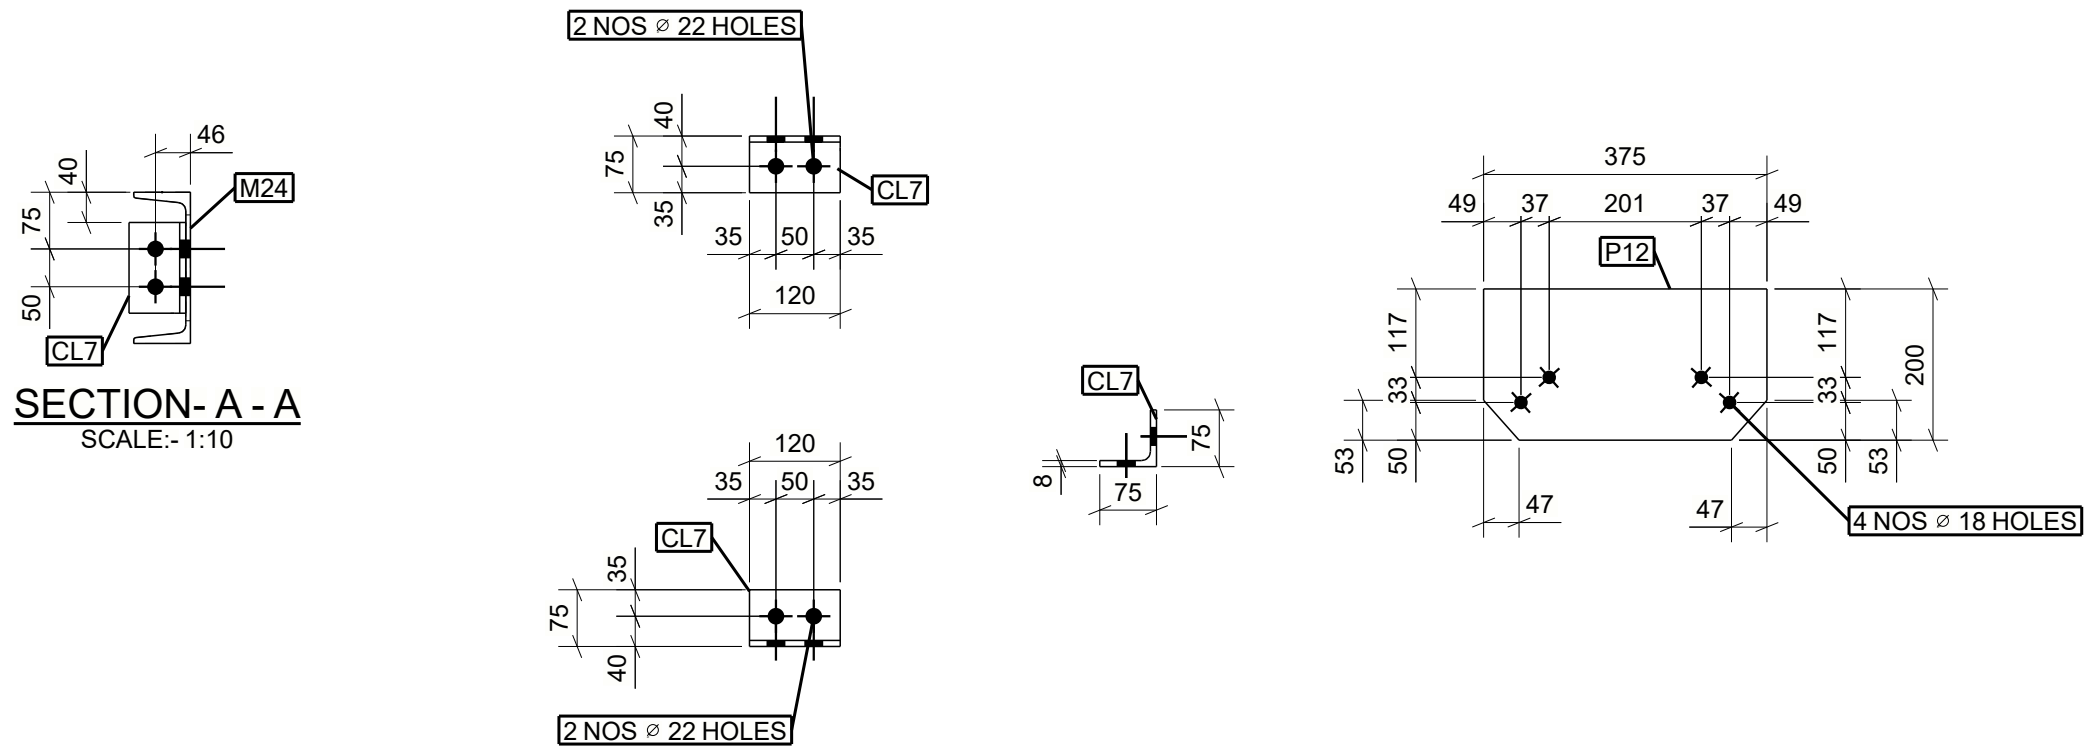 46
40
75
50
M24
CL7
SECTION- A - A
SCALE:- 1:10
2 NOS ⌀ 22 HOLES
40
75
35
CL7
35 50 35
120
120
35 50 35
CL7
35
75
40
2 NOS ⌀ 22 HOLES
CL7
75
8
75
375
49 37 201 37 49
P12
117
33
53
50
117
33
200
50
53
47
47
4 NOS ⌀ 18 HOLES